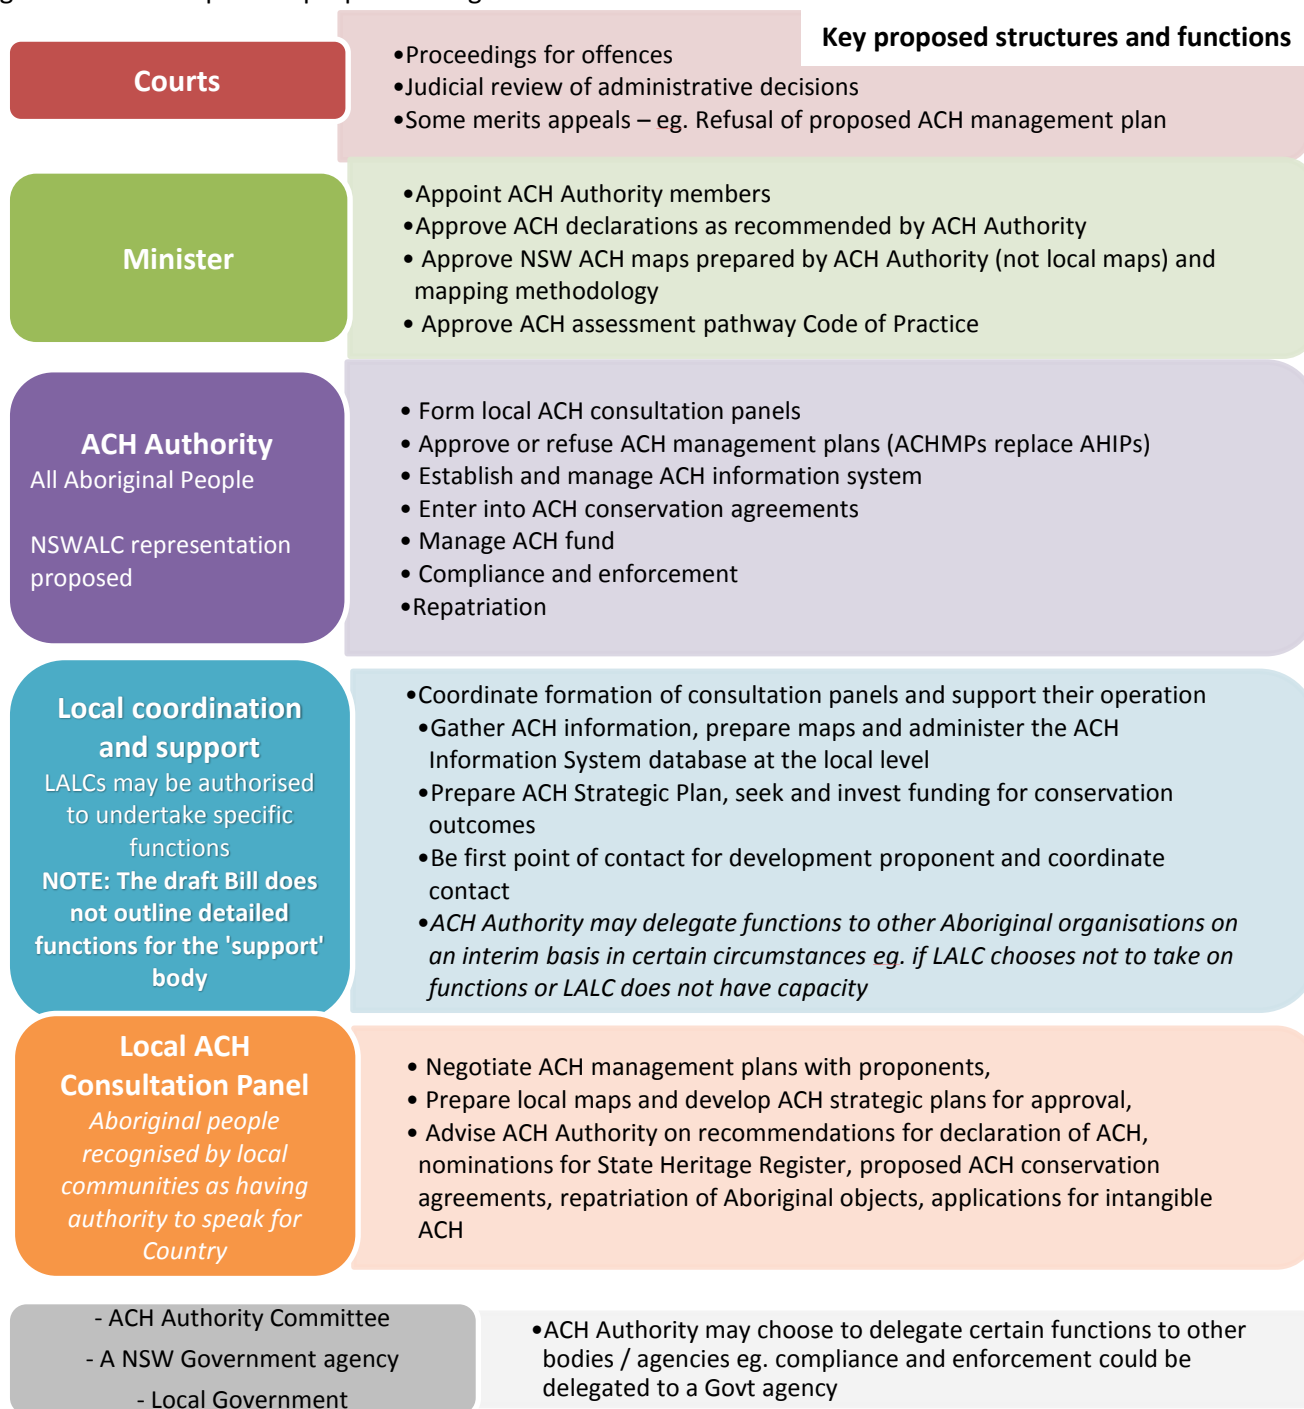 Key proposed structures and functions
Courts
•Proceedings for offences
•Judicial review of administrative decisions
•Some merits appeals – eg. Refusal of proposed ACH management plan
Minister
•Appoint ACH Authority members
•Approve ACH declarations as recommended by ACH Authority
• Approve NSW ACH maps prepared by ACH Authority (not local maps) and
mapping methodology
• Approve ACH assessment pathway Code of Practice
ACH Authority
All Aboriginal People
NSWALC representation
proposed
• Form local ACH consultation panels
• Approve or refuse ACH management plans (ACHMPs replace AHIPs)
• Establish and manage ACH information system
• Enter into ACH conservation agreements
• Manage ACH fund
• Compliance and enforcement
•Repatriation
Local coordination
and support
LALCs may be authorised
to undertake specific
functions
NOTE: The draft Bill does
not outline detailed
functions for the 'support'
body
•Coordinate formation of consultation panels and support their operation
•Gather ACH information, prepare maps and administer the ACH
Information System database at the local level
•Prepare ACH Strategic Plan, seek and invest funding for conservation
outcomes
•Be first point of contact for development proponent and coordinate
contact
•ACH Authority may delegate functions to other Aboriginal organisations on
an interim basis in certain circumstances eg. if LALC chooses not to take on
functions or LALC does not have capacity
Local ACH
Consultation Panel
Aboriginal people
recognised by local
communities as having
authority to speak for
Country
• Negotiate ACH management plans with proponents,
• Prepare local maps and develop ACH strategic plans for approval,
• Advise ACH Authority on recommendations for declaration of ACH,
nominations for State Heritage Register, proposed ACH conservation
agreements, repatriation of Aboriginal objects, applications for intangible
ACH
- ACH Authority Committee
- A NSW Government agency
- Local Government
•ACH Authority may choose to delegate certain functions to other
bodies / agencies eg. compliance and enforcement could be
delegated to a Govt agency